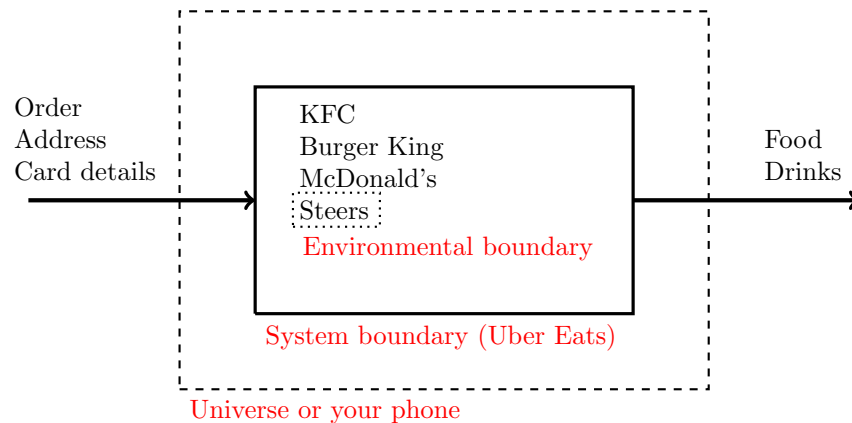 Order
Address
Card details
KFC
Burger King
McDonald's
Steers
Environmental boundary
Food
Drinks
System boundary (Uber Eats)
Universe or your phone